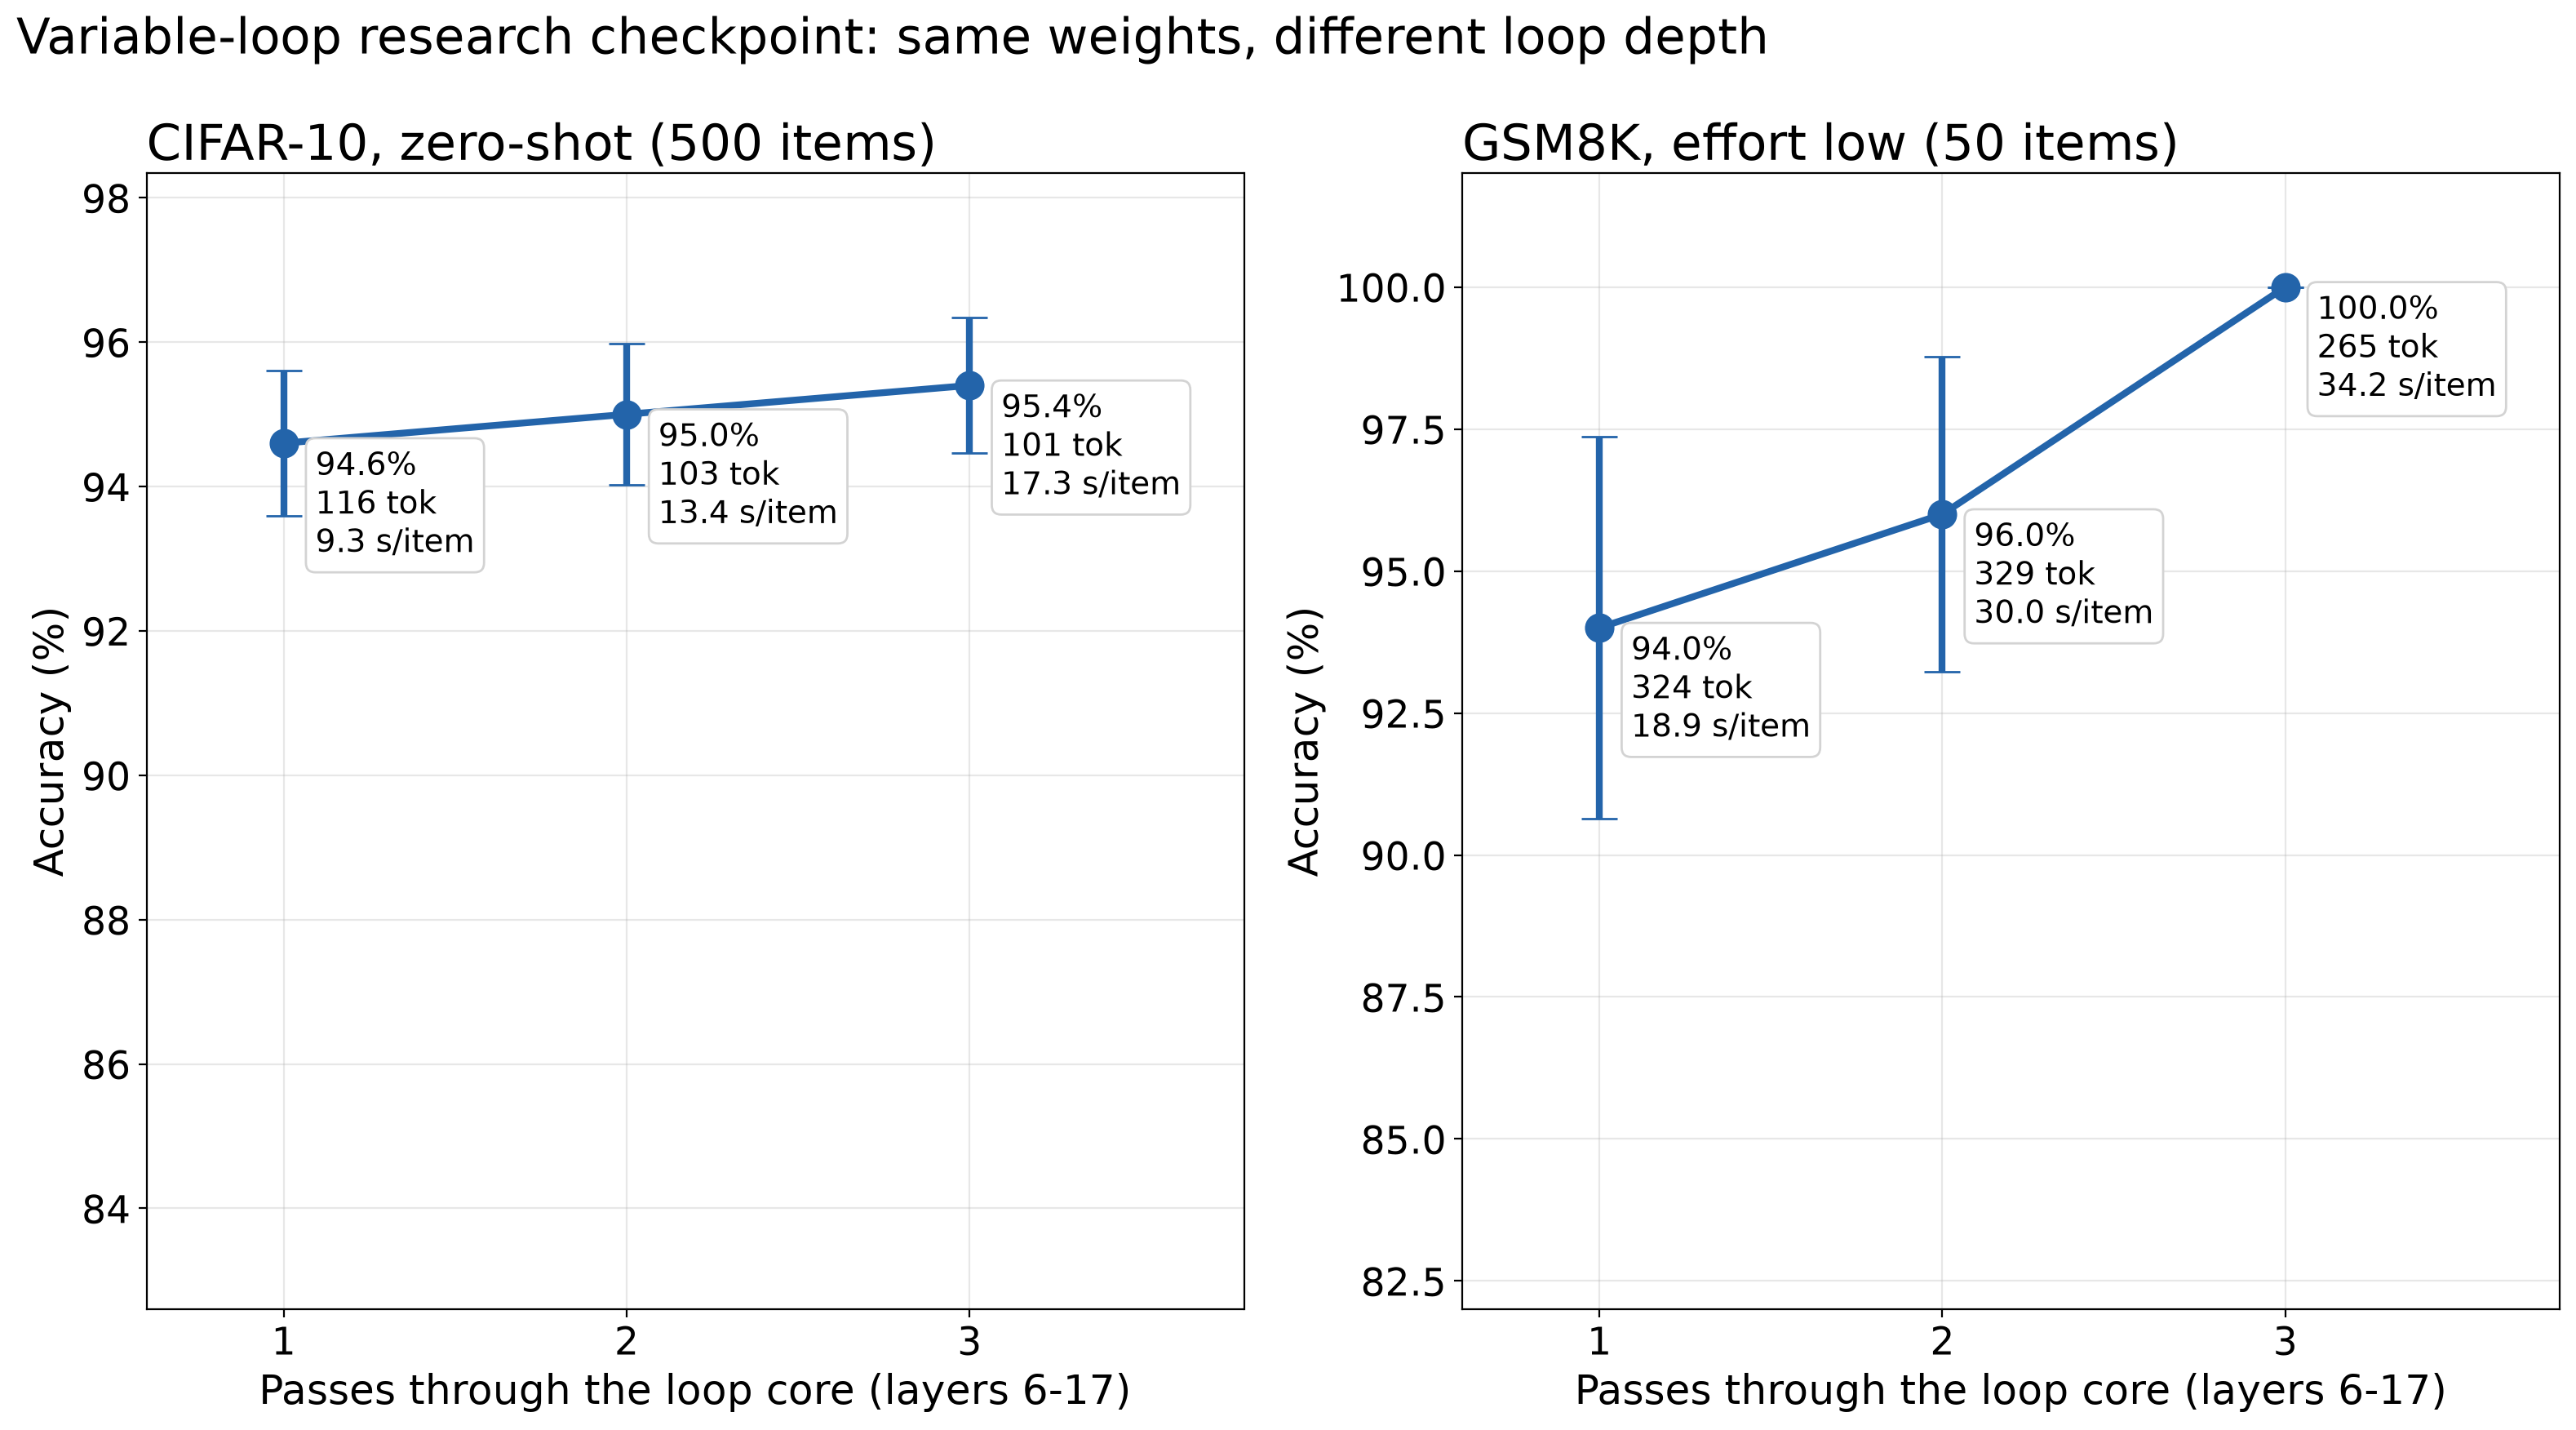 Variable-loop research checkpoint: same weights, different loop depth
CIFAR-10, zero-shot (500 items)
98
96
94
92
90
88
86
84
Accuracy (%)
94.6%
116 tok
9.3 s/item
95.0%
103 tok
13.4 s/item
95.4%
101 tok
17.3 s/item
1
2
3
Passes through the loop core (layers 6-17)
GSM8K, effort low (50 items)
100.0
97.5
95.0
92.5
90.0
87.5
85.0
82.5
Accuracy (%)
94.0%
324 tok
18.9 s/item
96.0%
329 tok
30.0 s/item
100.0%
265 tok
34.2 s/item
1
2
3
Passes through the loop core (layers 6-17)